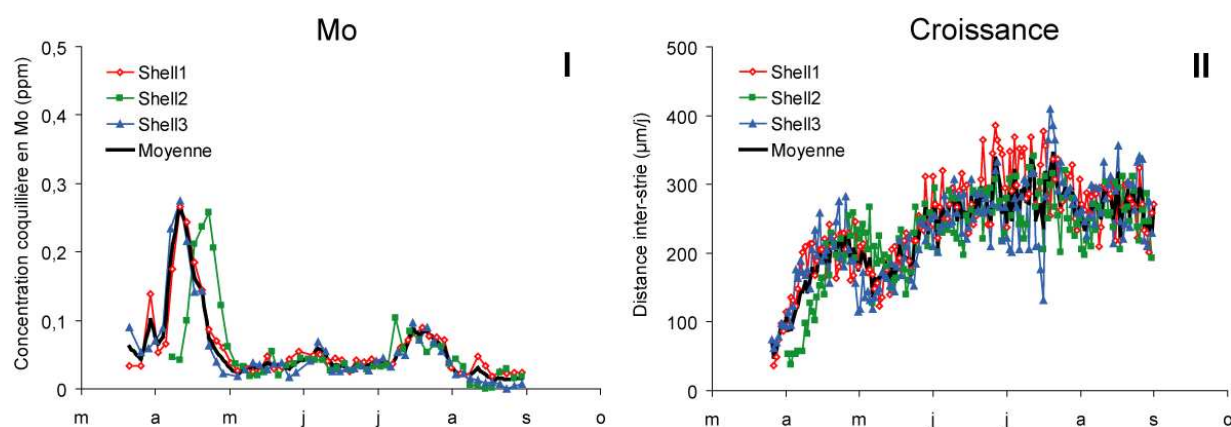 Mo
Concentration coquillière en Mo (ppm)
0,5
0,4
0,3
0,2
0,1
0
I
Shell1
Shell2
Shell3
Moyenne
m a m j j a s o
Croissance
Distance inter-strie (µm/j)
500
400
300
200
100
0
II
Shell1
Shell2
Shell3
Moyenne
m a m j j a s o